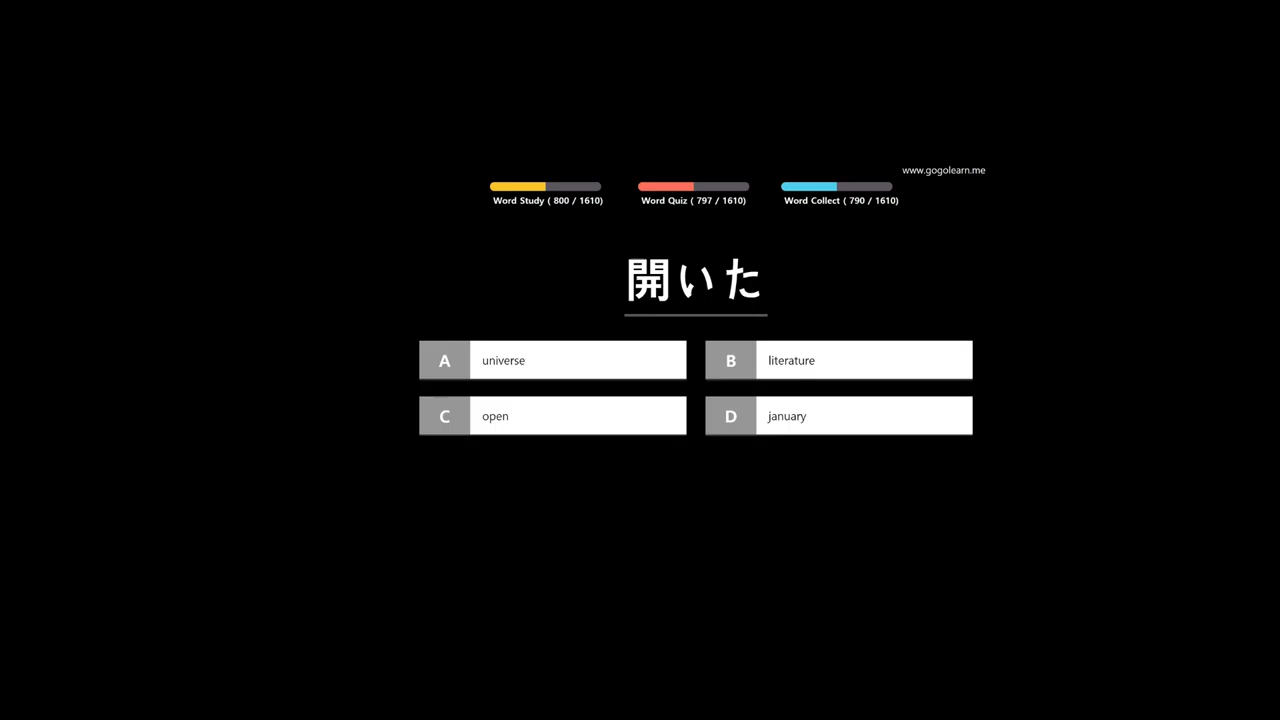 www.gogolearn.me
Word Study ( 800 / 1610)
Word Quiz ( 797 / 1610)
Word Collect ( 790 / 1610)
開いた
A universe
B literature
C open
D january